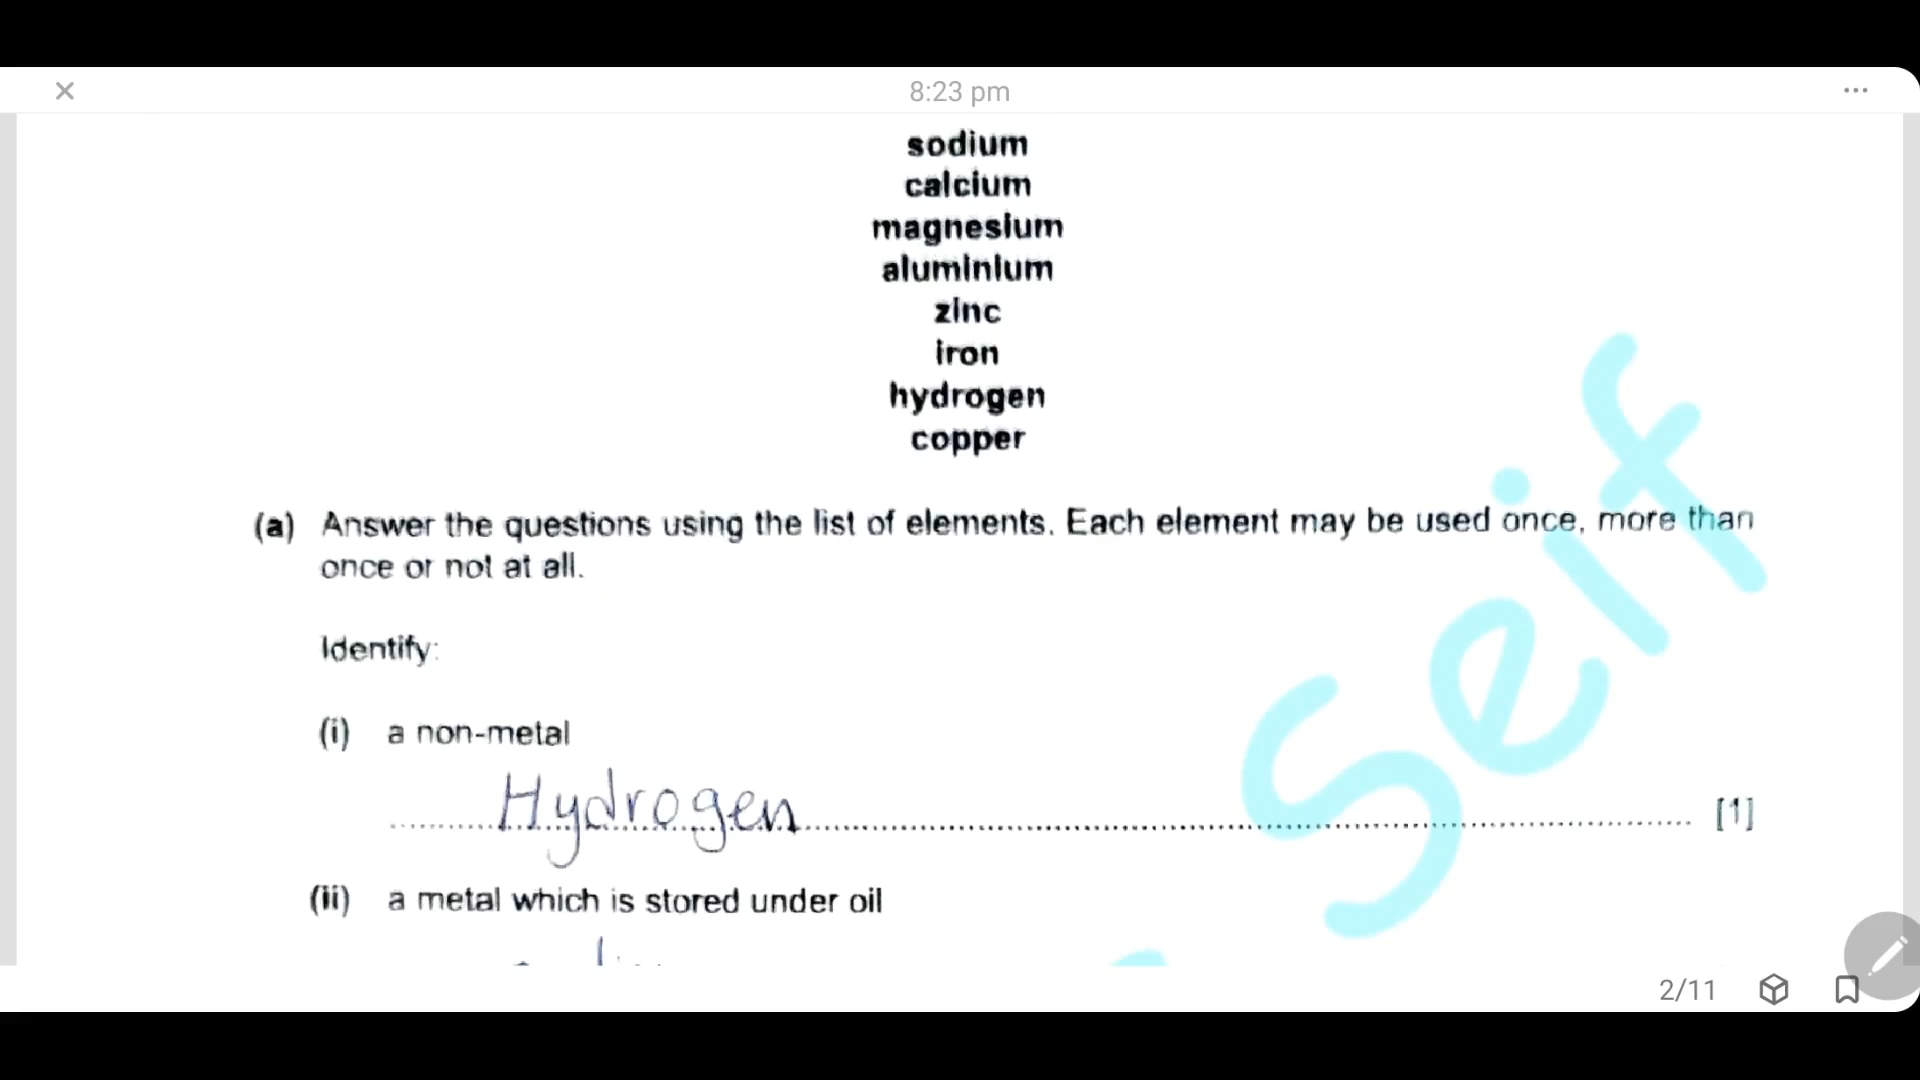 8:23 pm
sodium
calcium
magnesium
aluminium
zinc
iron
hydrogen
copper
(a) Answer the questions using the list of elements. Each element may be used once, more than
once or not at all.
Identify:
(i) a non-metal
Hydrogen [1]
(ii) a metal which is stored under oil
Seif
2/11